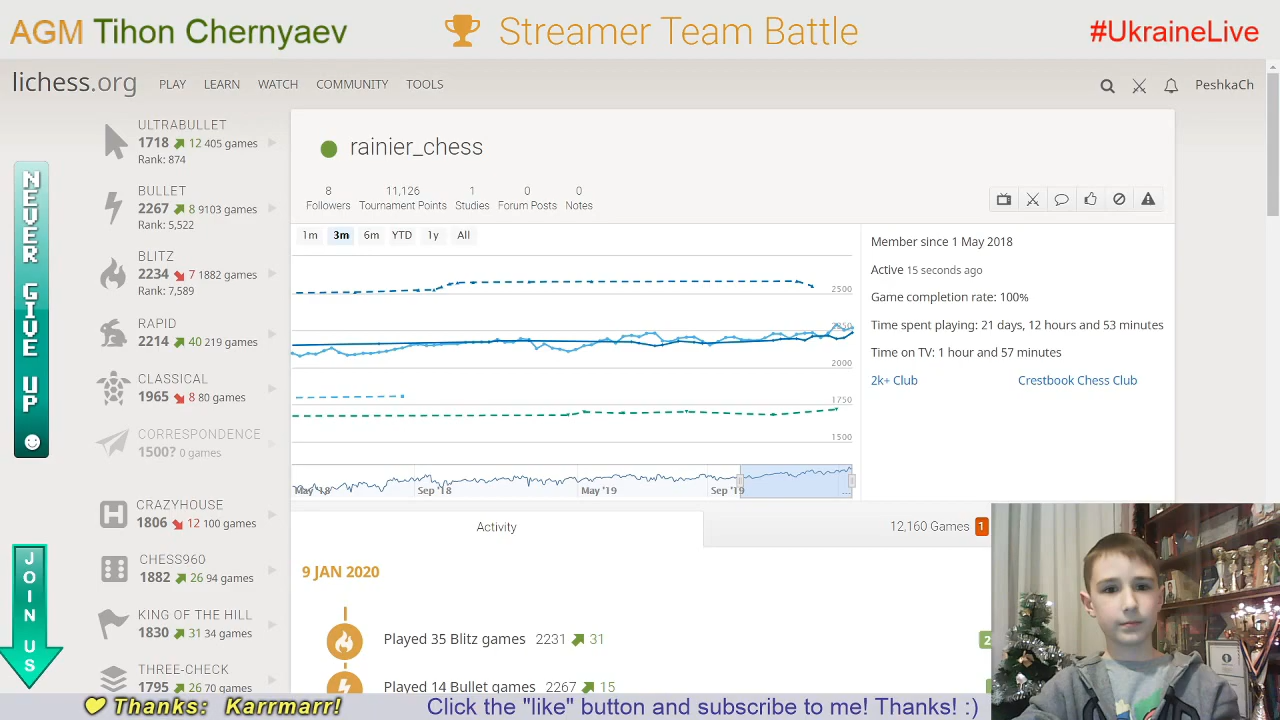 AGM Tihon Chernyaev
Streamer Team Battle
#UkraineLive
lichess.org PLAY LEARN WATCH COMMUNITY TOOLS PeshkaCh
NEVER GIVE UP
JOIN US
ULTRABULLET
1718 12 405 games
Rank: 874
BULLET
2267 8 9103 games
Rank: 5,522
BLITZ
2234 7 1882 games
Rank: 7,589
RAPID
2214 40 219 games
CLASSICAL
1965 8 80 games
CORRESPONDENCE
1500? 0 games
CRAZYHOUSE
1806 12 100 games
CHESS960
1882 26 94 games
KING OF THE HILL
1830 31 34 games
THREE-CHECK
1795 26 70 games
rainier_chess
8 11,126 1 0 0
Followers Tournament Points Studies Forum Posts Notes
1m 3m 6m YTD 1y All
2500
2250
2000
1750
1500
May '18 Sep '18 May '19 Sep '19
Member since 1 May 2018
Active 15 seconds ago
Game completion rate: 100%
Time spent playing: 21 days, 12 hours and 53 minutes
Time on TV: 1 hour and 57 minutes
2k+ Club Crestbook Chess Club
Activity 12,160 Games 1
9 JAN 2020
Played 35 Blitz games 2231 31
2
Played 14 Bullet games 2267 15
Thanks: Karrmarr!
Click the "like" button and subscribe to me! Thanks! :)